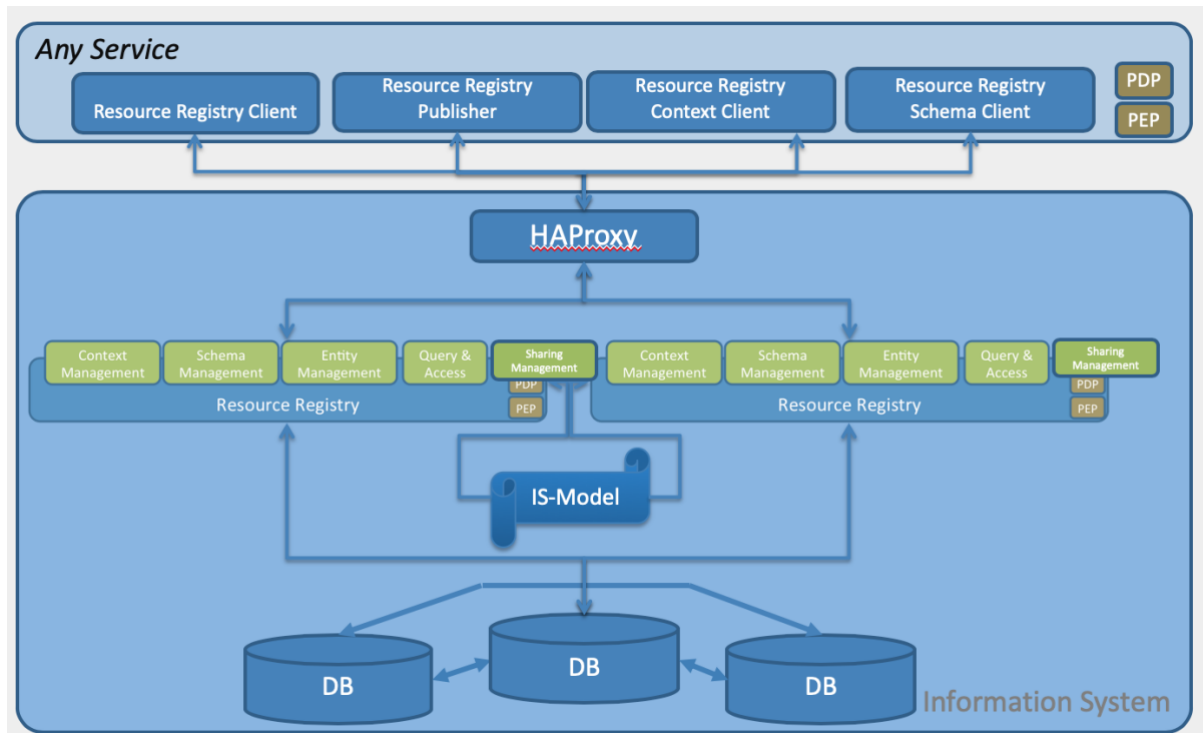 Any Service
Resource Registry Client
Resource Registry
Publisher
Resource Registry
Context Client
Resource Registry
Schema Client
PDP
PEP
HAProxy
Context
Management
Schema
Management
Entity
Management
Query &
Access
Sharing
Management
PDP
PEP
Resource Registry
Context
Management
Schema
Management
Entity
Management
Query &
Access
Sharing
Management
PDP
PEP
Resource Registry
IS-Model
DB
DB
DB
Information System